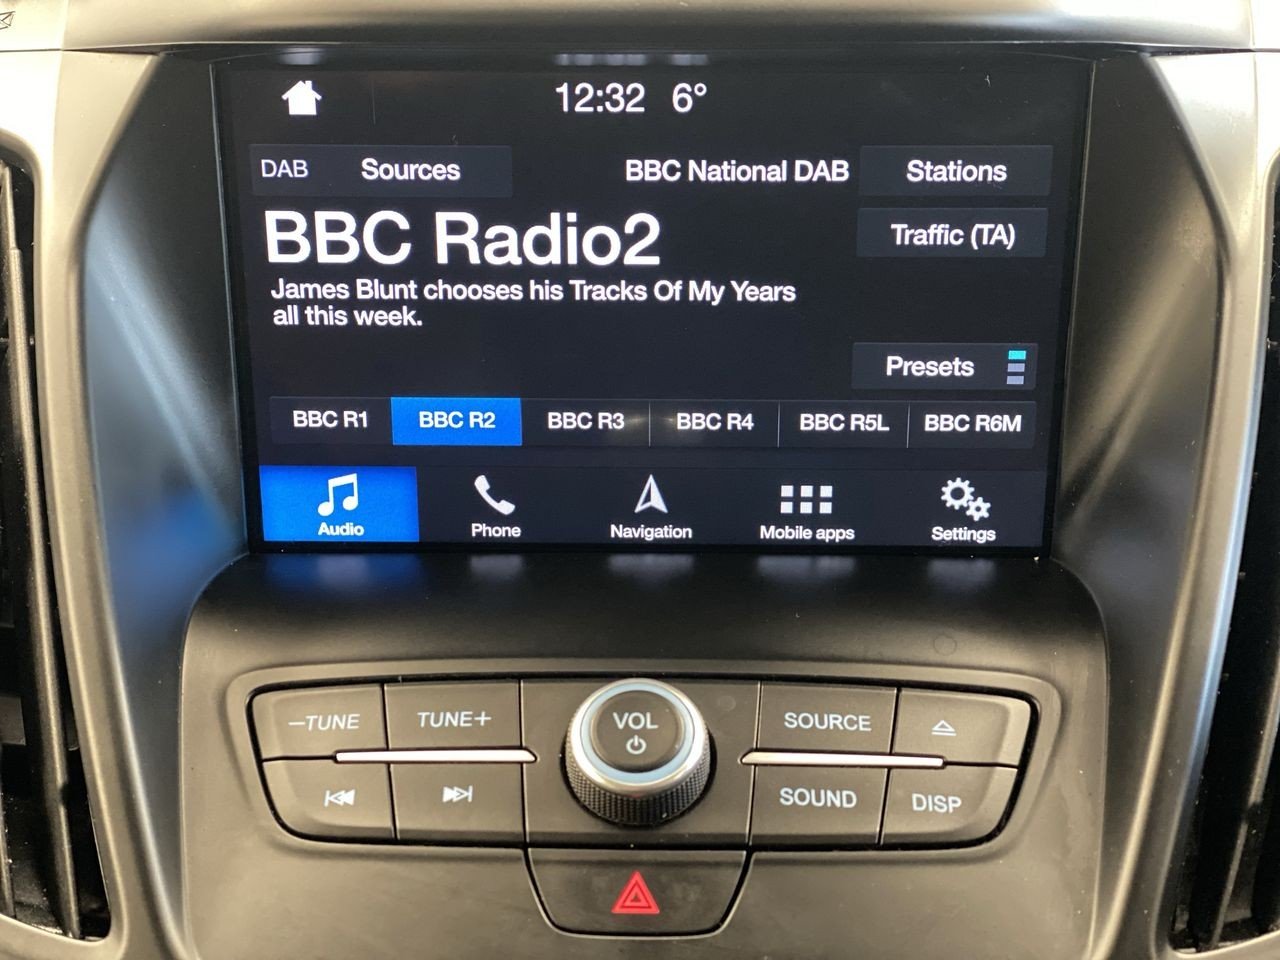 12:32 6°
DAB Sources BBC National DAB Stations
BBC Radio2
Traffic (TA)
James Blunt chooses his Tracks Of My Years
all this week.
Presets
BBC R1 BBC R2 BBC R3 BBC R4 BBC R5L BBC R6M
Audio Phone Navigation Mobile apps Settings
–TUNE TUNE+ VOL SOURCE
SOUND DISP